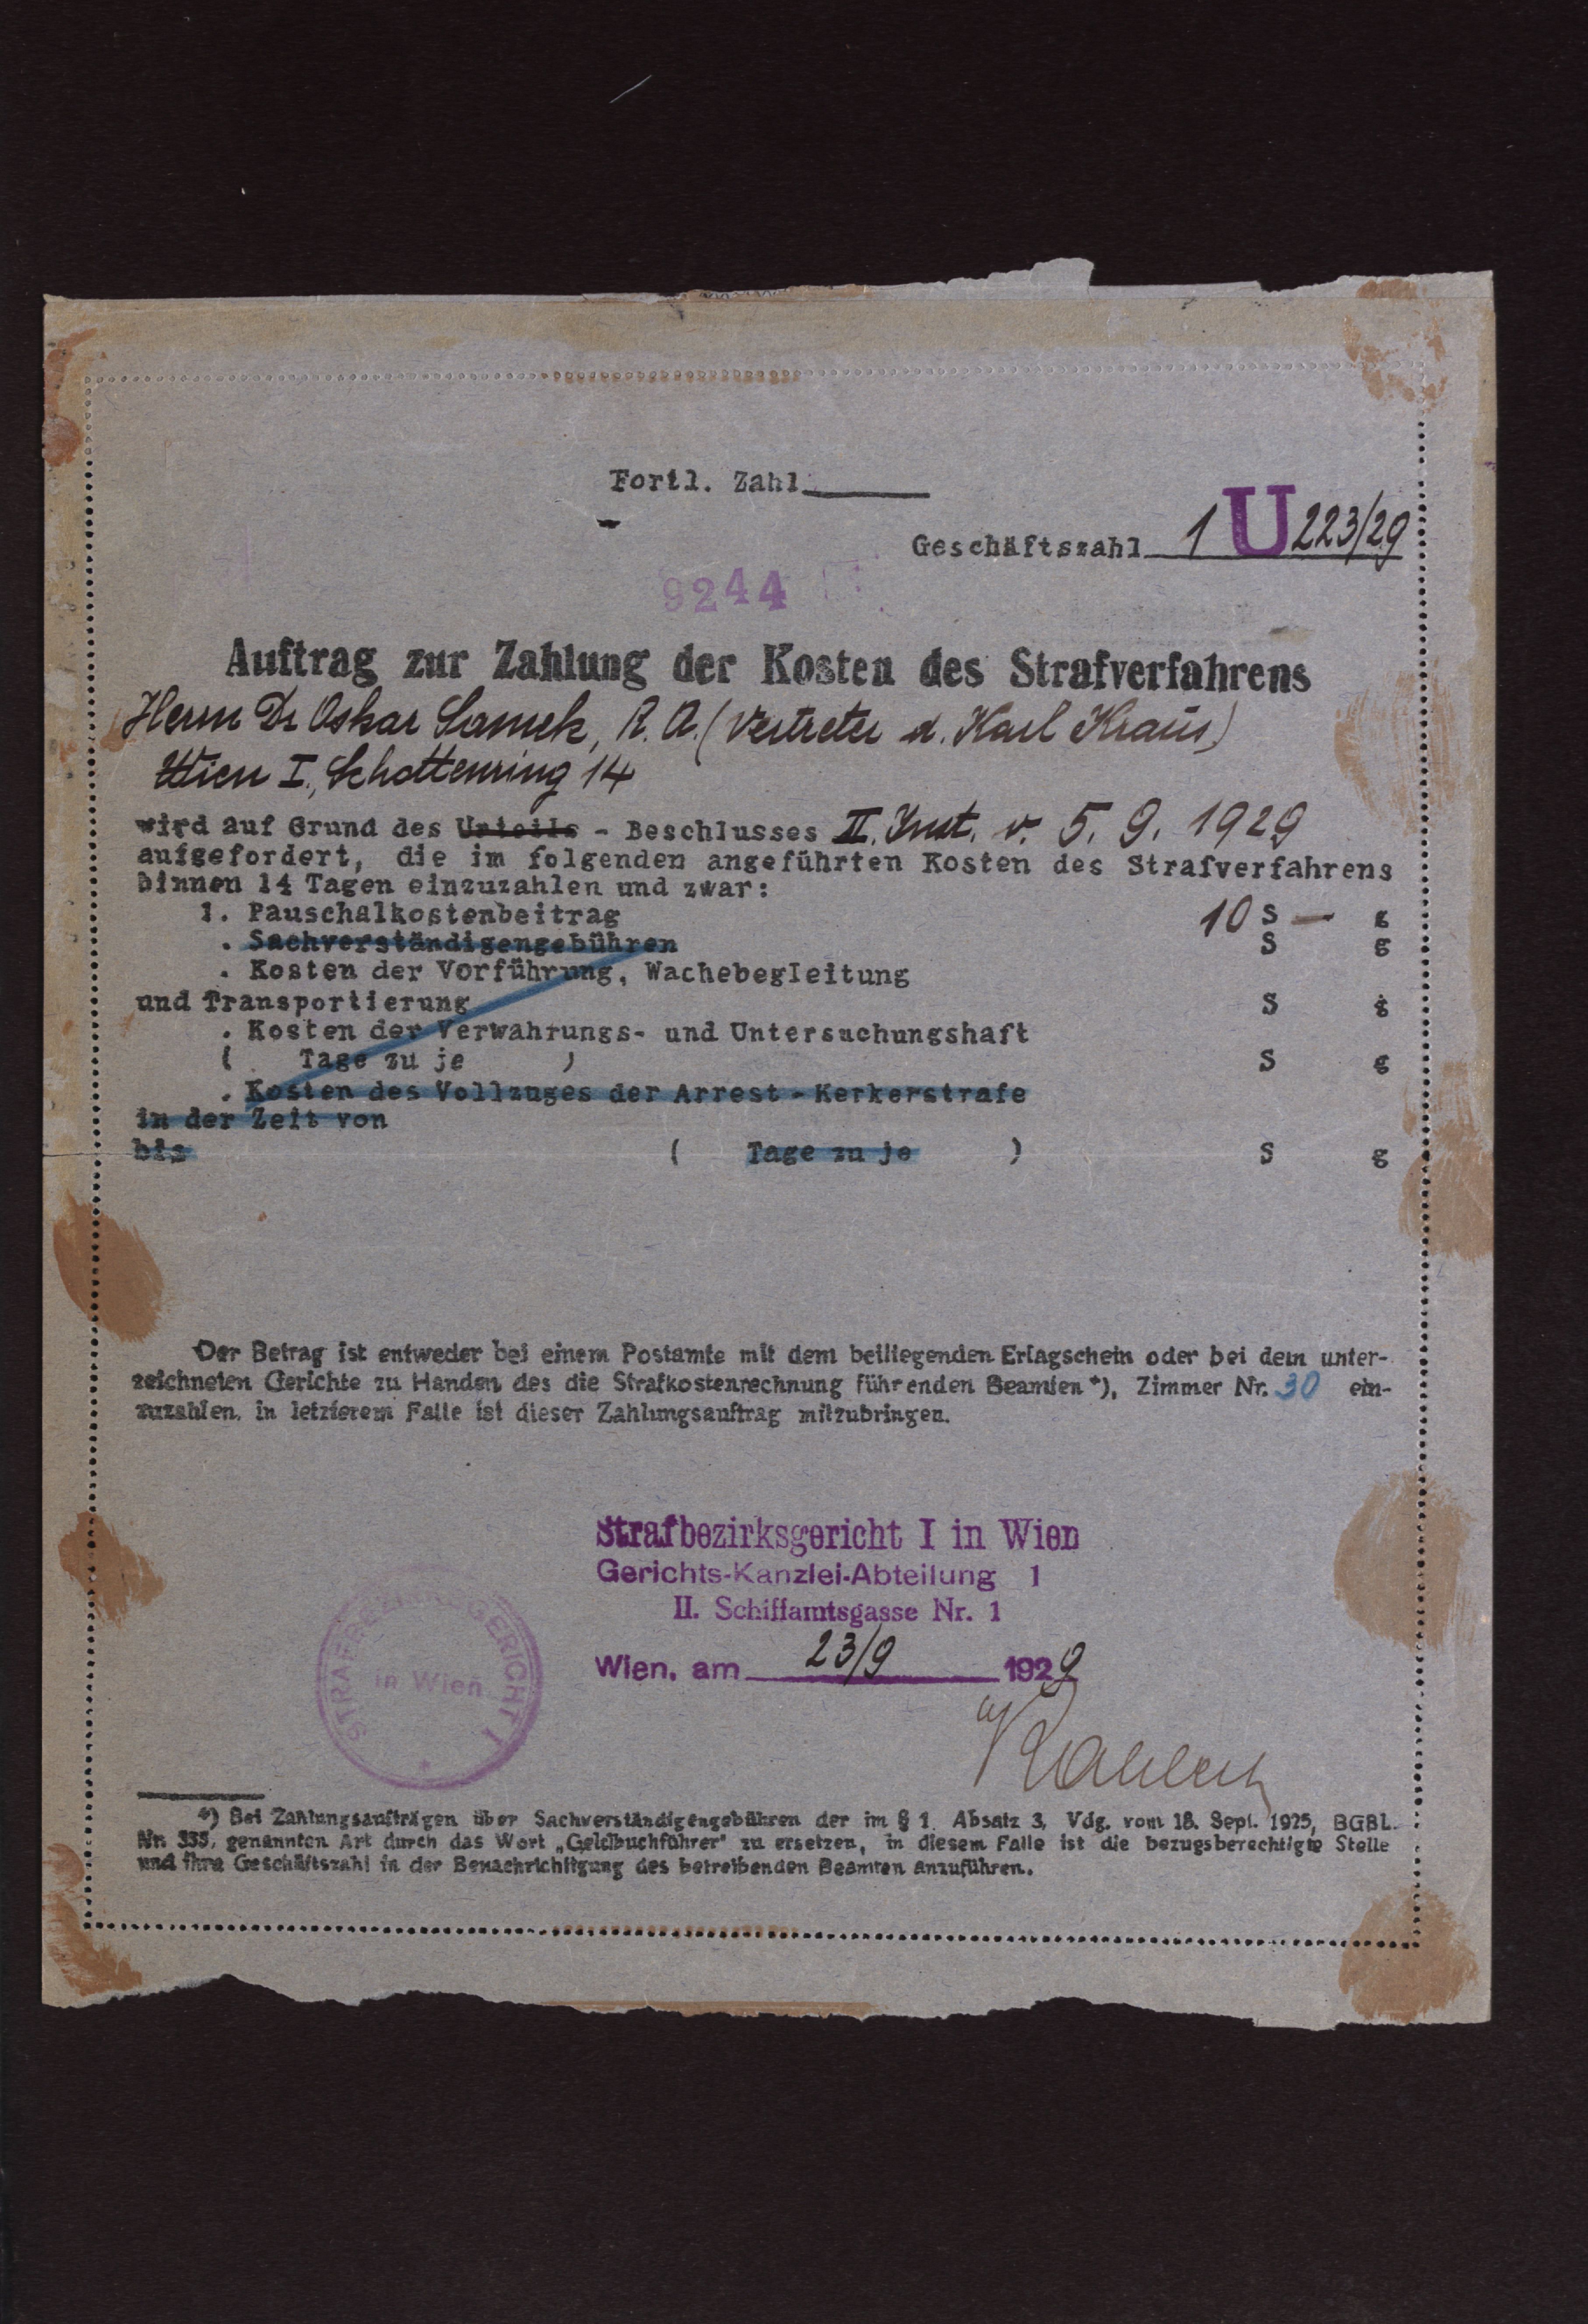 Fortl. Zahl
Geschäftszahl 1 U 223/29
9244
Auftrag zur Zahlung der Kosten des Strafverfahrens
Herrn Dr Oskar Samek, R. A. (Vertreter d. Karl Kraus)
Wien I., Schottenring 14
wird auf Grund des Urteils - Beschlusses II. Inst. v. 5. 9. 1929
aufgefordert, die im folgenden angeführten Kosten des Strafverfahrens
binnen 14 Tagen einzuzahlen und zwar:
1. Pauschalkostenbeitrag 10 S — g
. Sachverständigengebühren S g
. Kosten der Vorführung, Wachebegleitung
und Transportierung S g
. Kosten der Verwahrungs- und Untersuchungshaft
( Tage zu je ) S g
. Kosten des Vollzuges der Arrest - Kerkerstrafe
in der Zeit von
bis ( Tage zu je ) S g
Der Betrag ist entweder bei einem Postamte mit dem beiliegenden Erlagschein oder bei dem unter-
zeichneten Gerichte zu Handen des die Strafkostenrechnung führenden Beamten*), Zimmer Nr. 30 ein-
zuzahlen, in letzterem Falle ist dieser Zahlungsauftrag mitzubringen.
Strafbezirksgericht I in Wien
Gerichts-Kanzlei-Abteilung 1
II. Schiffamtsgasse Nr. 1
Wien, am 23/9 1929
STRAFBEZIRKSGERICHT I
in Wien
*) Bei Zahlungsaufträgen über Sachverständigengebühren der im § 1. Absatz 3, Vdg. vom 18. Sept. 1925, BGBL.
Nr. 335, genannten Art durch das Wort „Geldbuchführer" zu ersetzen, in diesem Falle ist die bezugsberechtigte Stelle
und ihre Geschäftszahl in der Benachrichtigung des betreibenden Beamten anzuführen.